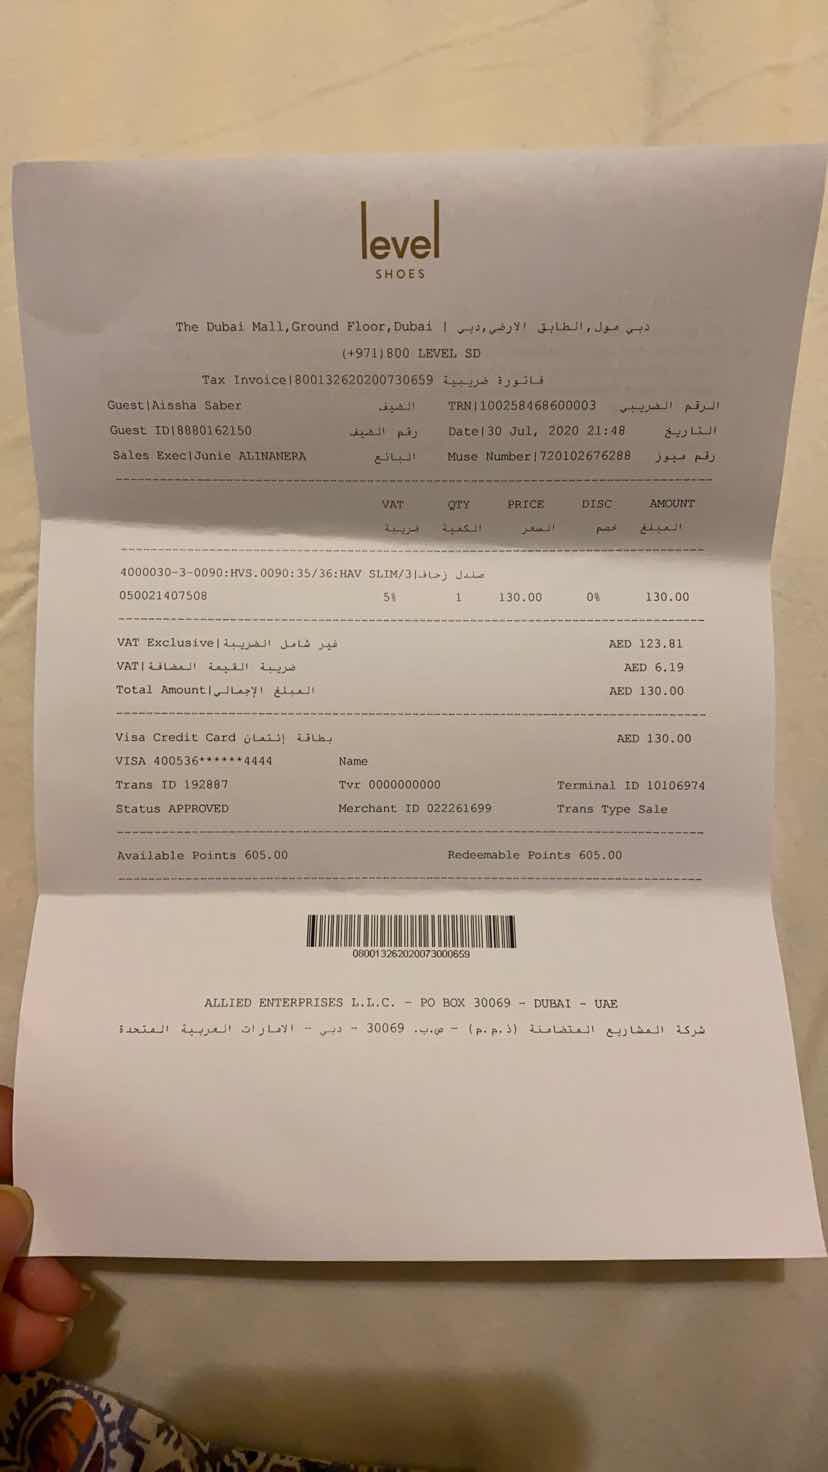 level
SHOES
The Dubai Mall,Ground Floor,Dubai | دبي مول,الطابق الارضي,دبي
(+971)800 LEVEL SD
Tax Invoice|800132620200730659 فاتورة ضريبية
Guest|Aissha Saber الضيف TRN|100258468600003 الرقم الضريبي
Guest ID|8880162150 رقم الضيف Date|30 Jul, 2020 21:48 التاريخ
Sales Exec|Junie ALINANERA البائع Muse Number|720102676288 رقم ميوز
VAT QTY PRICE DISC AMOUNT
ضريبة الكمية السعر خصم المبلغ
4000030-3-0090:HVS.0090:35/36:HAV SLIM/3|صندل زحاف
050021407508 5% 1 130.00 0% 130.00
VAT Exclusive|غير شامل الضريبة AED 123.81
VAT|ضريبة القيمة المضافة AED 6.19
Total Amount|المبلغ الإجمالي AED 130.00
Visa Credit Card بطاقة إئتمان AED 130.00
VISA 400536******4444 Name
Trans ID 192887 Tvr 0000000000 Terminal ID 10106974
Status APPROVED Merchant ID 022261699 Trans Type Sale
Available Points 605.00 Redeemable Points 605.00
080013262020073000659
ALLIED ENTERPRISES L.L.C. - PO BOX 30069 - DUBAI - UAE
شركة المشاريع المتضامنة (ذ.م.م) - ص.ب. 30069 - دبي - الامارات العربية المتحدة